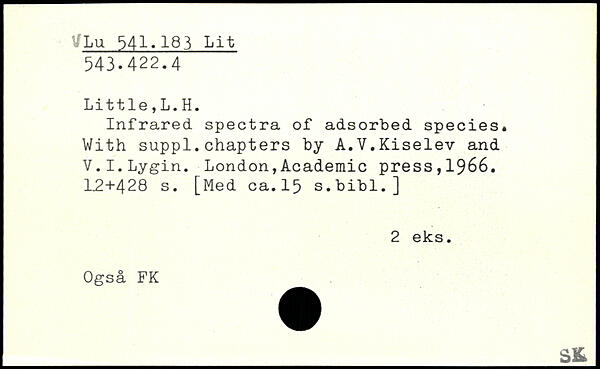 VLu 541.183 Lit
543.422.4
Little,L.H.
Infrared spectra of adsorbed species.
With suppl.chapters by A.V.Kiselev and
V.I.Lygin. London,Academic press,1966.
12+428 s. [Med ca.15 s.bibl.]
2 eks.
Også FK
SK